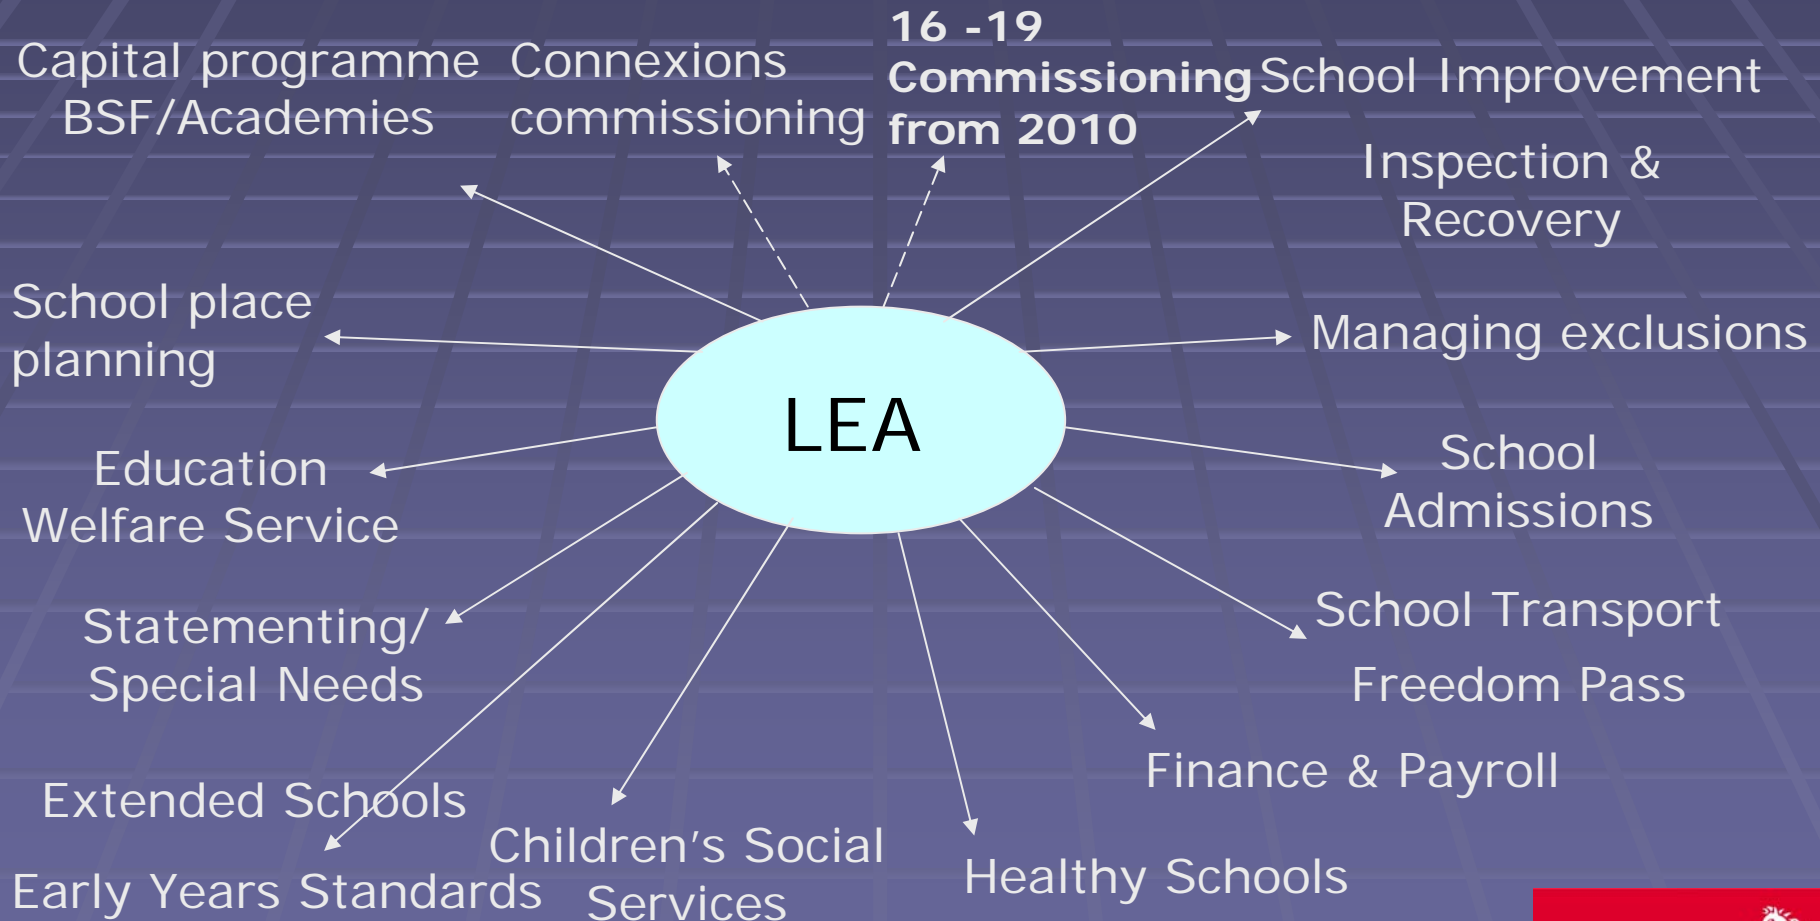 Capital programme
BSF/Academies
Connexions
commissioning
16 -19
Commissioning
from 2010
School Improvement
Inspection &
Recovery
School place
planning
Managing exclusions
LEA
Education
Welfare Service
School
Admissions
Statementing/
Special Needs
School Transport
Freedom Pass
Extended Schools
Early Years Standards
Children’s Social
Services
Healthy Schools
Finance & Payroll